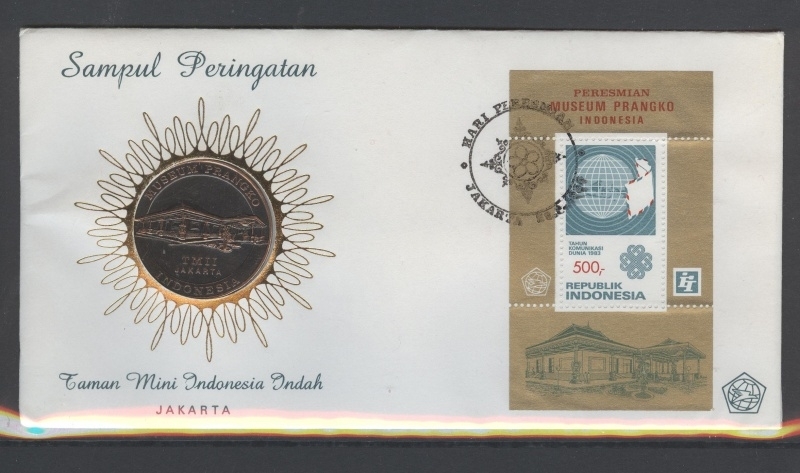 Sampul Peringatan
MUSEUM PRANGKO
TMII
JAKARTA
INDONESIA
Taman Mini Indonesia Indah
JAKARTA
HARI PERESMIAN
JAKARTA
PERESMIAN
MUSEUM PRANGKO
INDONESIA
TAHUN
KOMUNIKASI
DUNIA 1983
500,-
REPUBLIK
INDONESIA